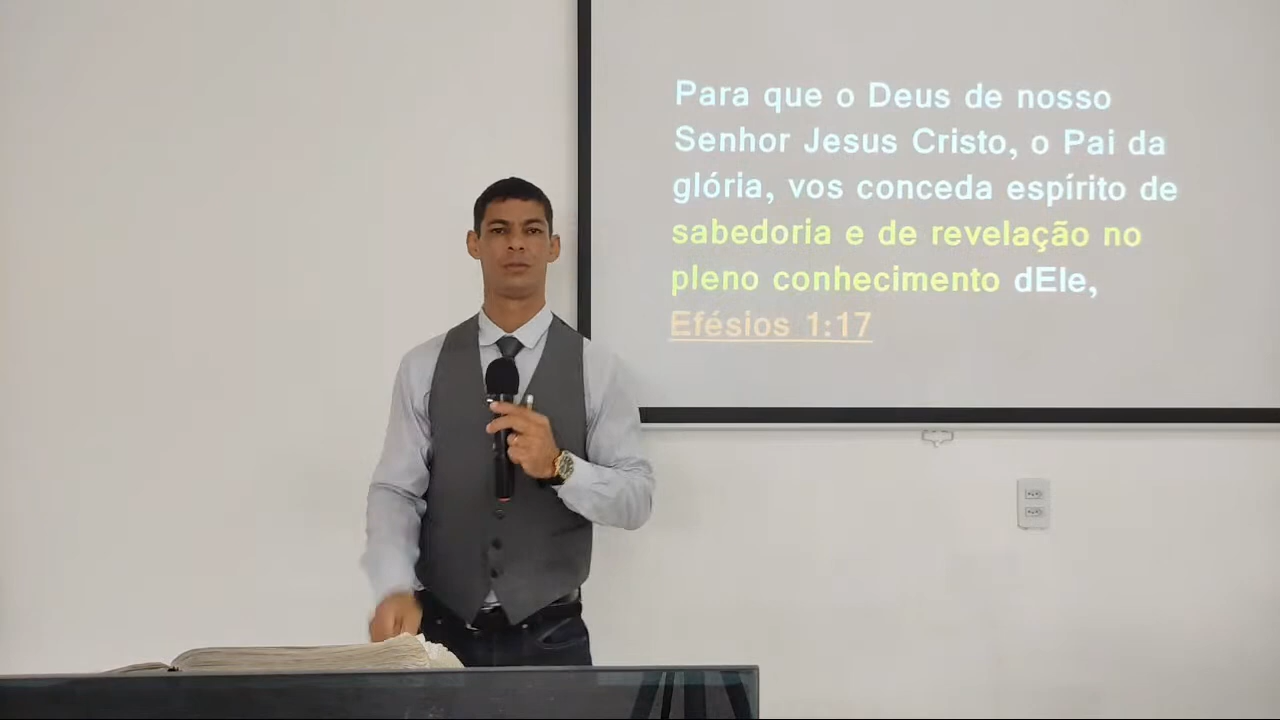 Para que o Deus de nosso
Senhor Jesus Cristo, o Pai da
glória, vos conceda espírito de
sabedoria e de revelação no
pleno conhecimento dEle,
Efésios 1:17